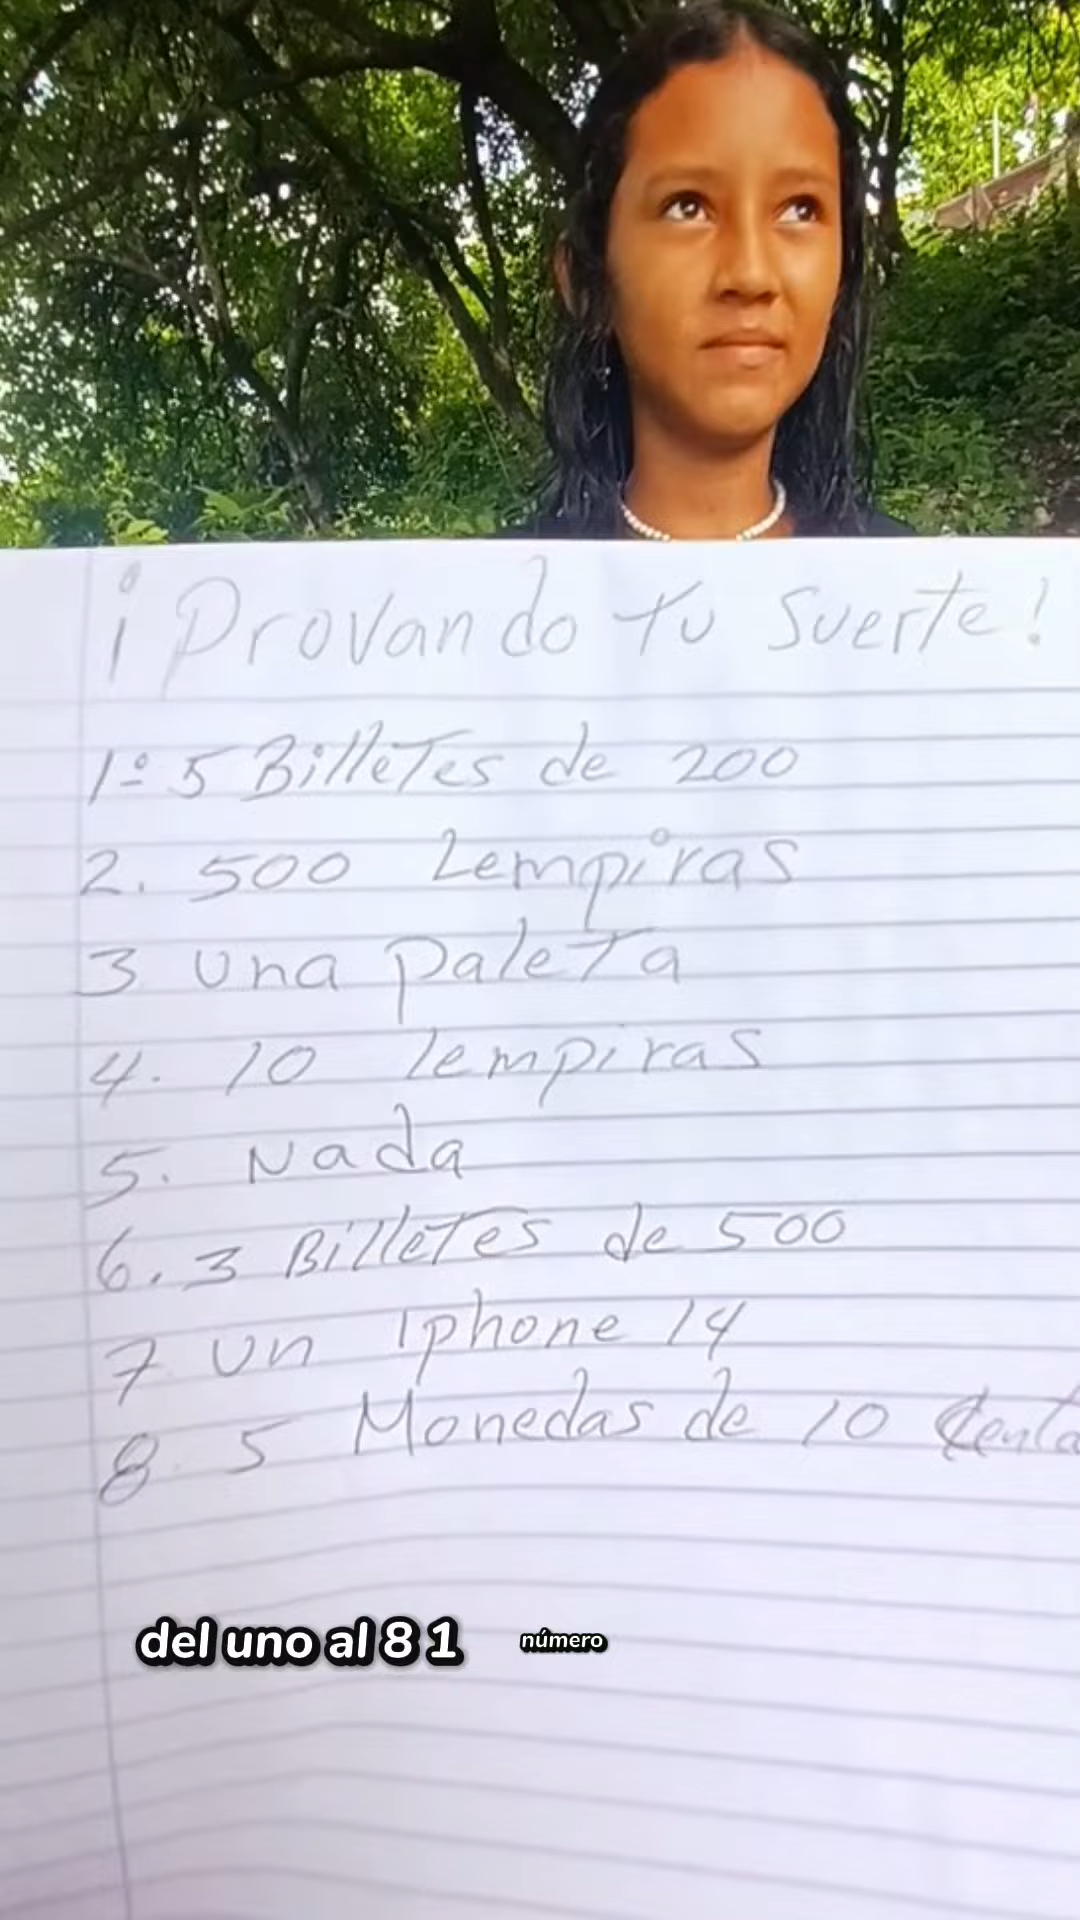 ¡Provando tu suerte!
1º 5 Billetes de 200
2. 500 Lempiras
3 una paleta
4. 10 lempiras
5. Nada
6. 3 Billetes de 500
7 un Iphone 14
8. 5 Monedas de 10
del uno al 8 1 número